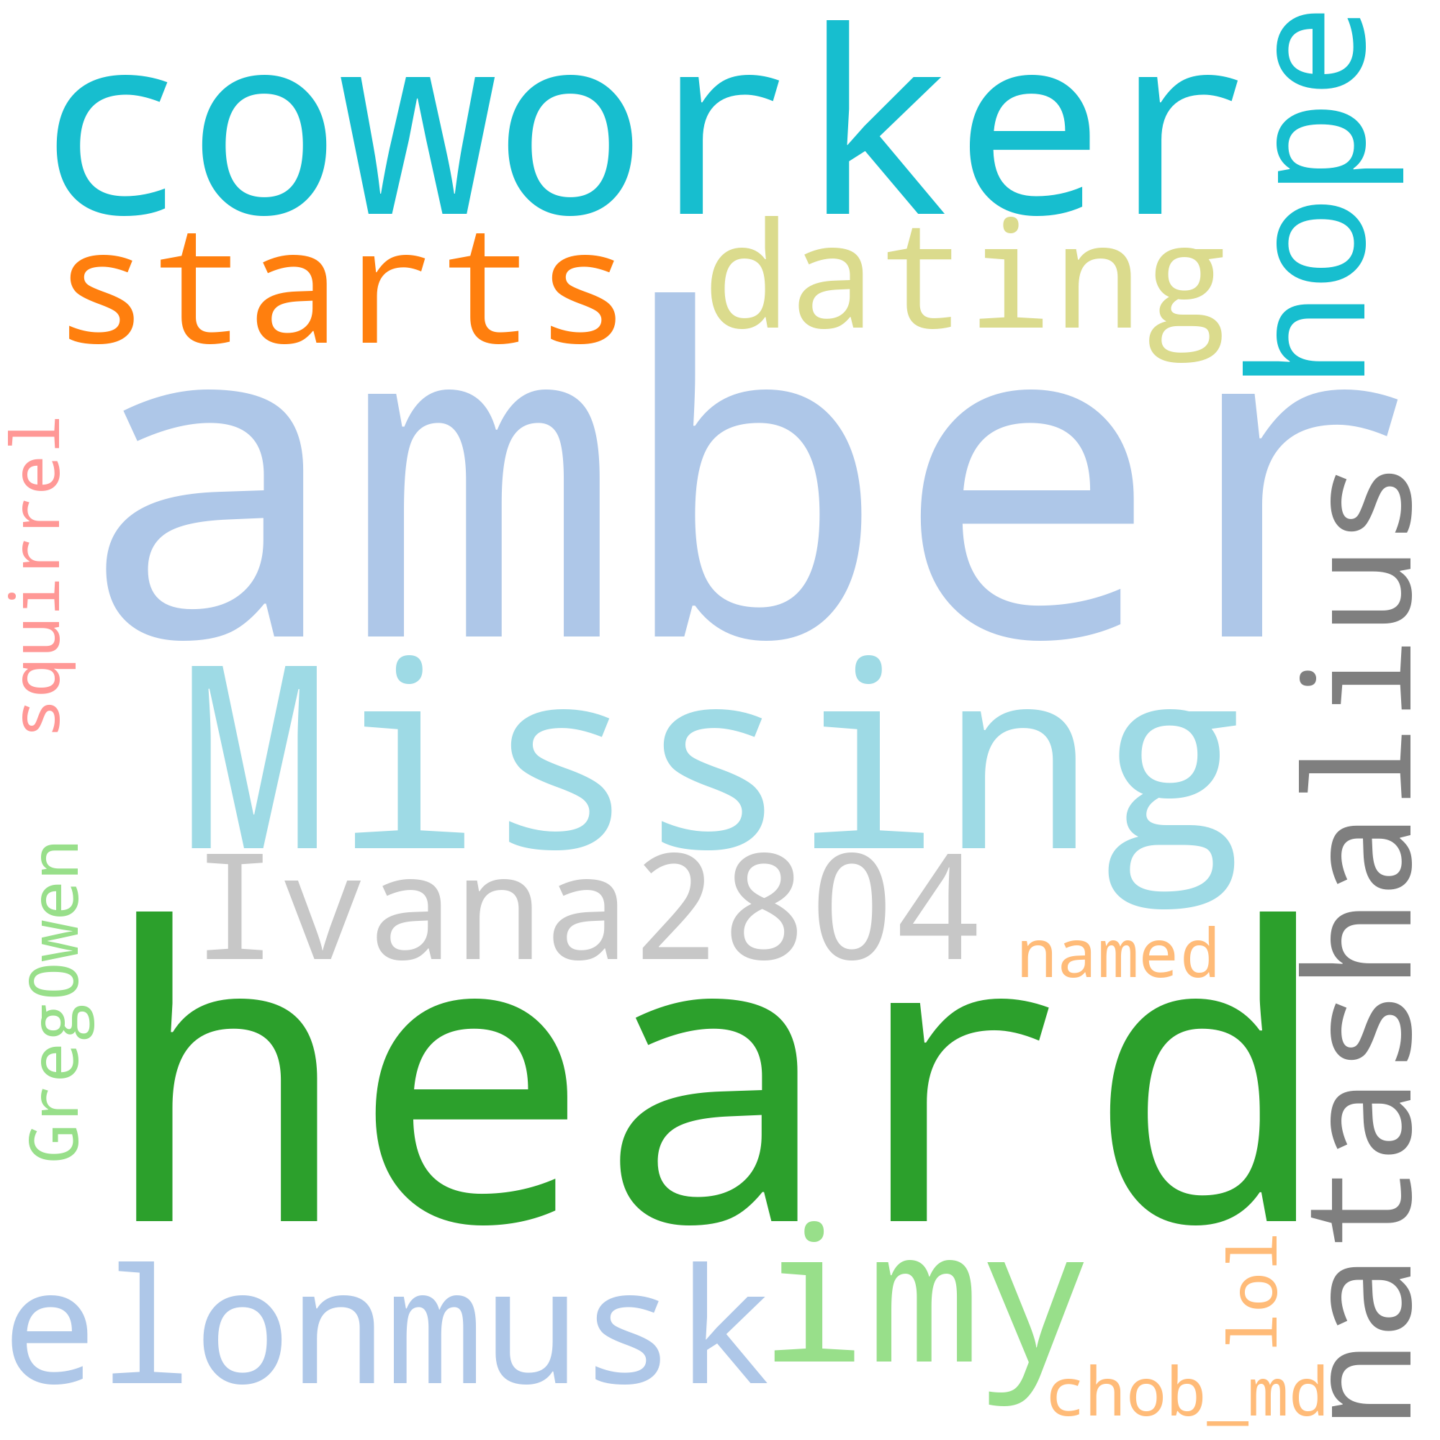 coworker
hope
starts
dating
amber
squirrel
Missing
natashalius
Ivana2804
GregOwen
named
heard
elonmusk
imy
lol
chob_md